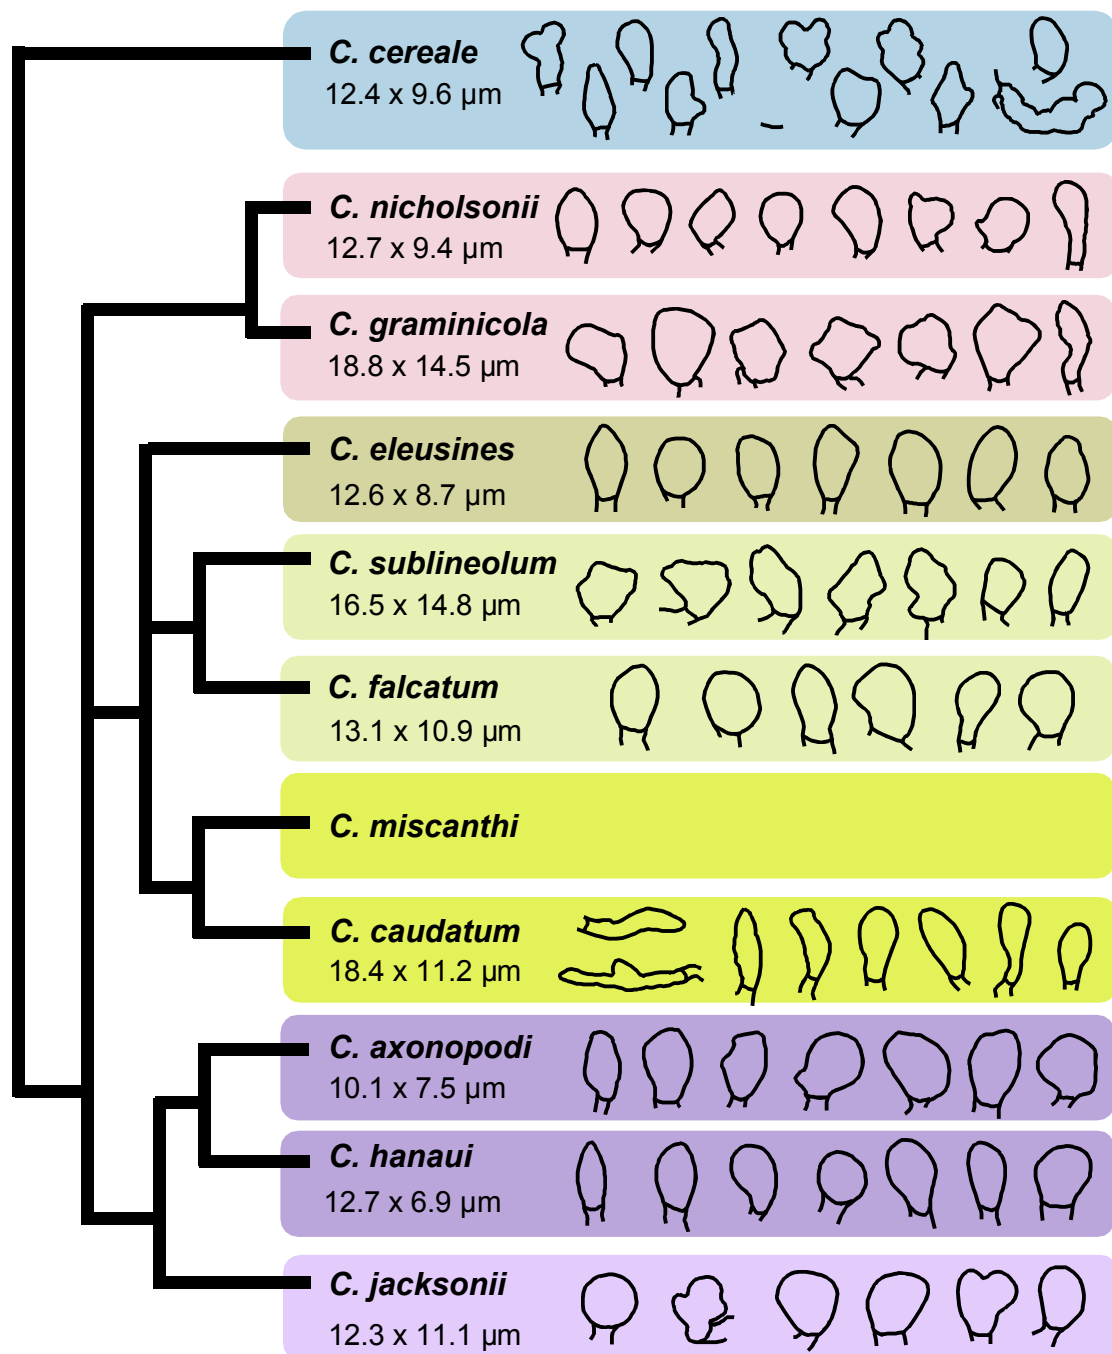 C. cereale
12.4 x 9.6 µm
C. nicholsonii
12.7 x 9.4 µm
C. graminicola
18.8 x 14.5 µm
C. eleusines
12.6 x 8.7 µm
C. sublineolum
16.5 x 14.8 µm
C. falcatum
13.1 x 10.9 µm
C. miscanthi
C. caudatum
18.4 x 11.2 µm
C. axonopodi
10.1 x 7.5 µm
C. hanaui
12.7 x 6.9 µm
C. jacksonii
12.3 x 11.1 µm